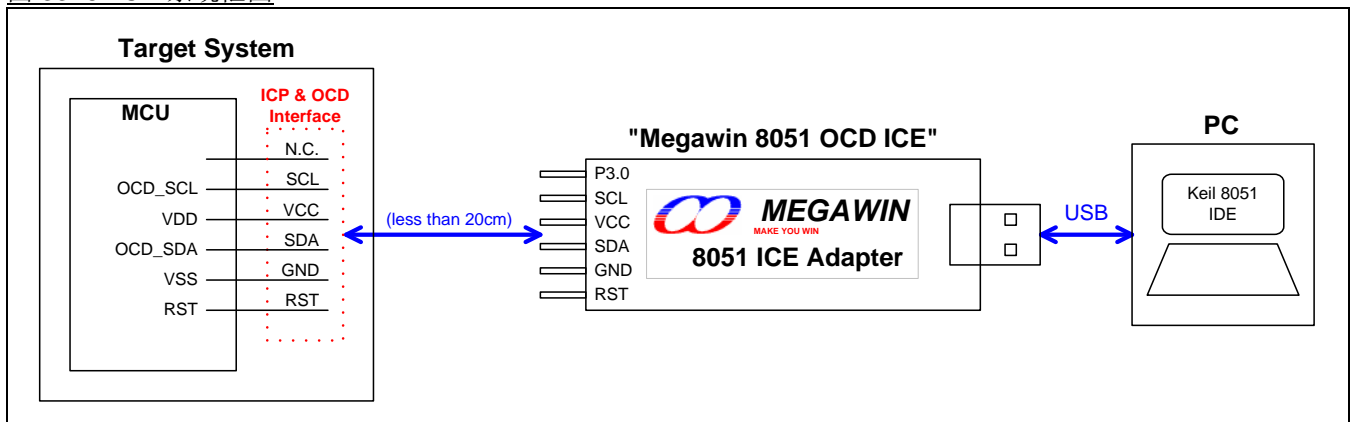 Target System
MCU
ICP & OCD
Interface
N.C.
OCD_SCL
SCL
VDD
VCC
OCD_SDA
SDA
VSS
GND
RST
RST
(less than 20cm)
"Megawin 8051 OCD ICE"
P3.0
SCL
VCC
SDA
GND
RST
MEGAWIN
MAKE YOU WIN
8051 ICE Adapter
USB
PC
Keil 8051
IDE